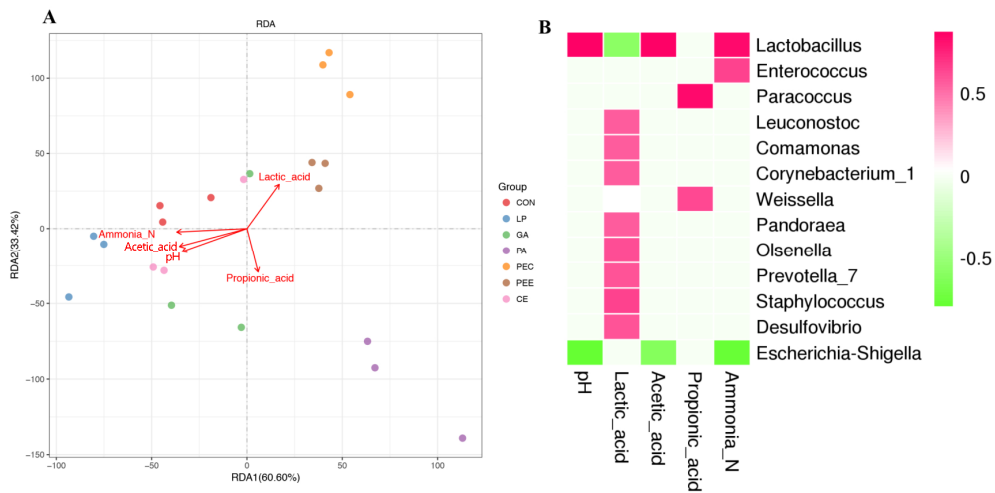 A
RDA
100
50
0
−50
−100
−150
−100
−50
0
50
100
RDA1(60.60%)
RDA2(33.42%)
Lactic_acid
Ammonia_N
Acetic_acid
pH
Propionic_acid
Group
CON
LP
GA
PA
PEC
PEE
CE
B
Lactobacillus
Enterococcus
Paracoccus
Leuconostoc
Comamonas
Corynebacterium_1
Weissella
Pandoraea
Olsenella
Prevotella_7
Staphylococcus
Desulfovibrio
Escherichia-Shigella
pH
Lactic_acid
Acetic_acid
Propionic_acid
Ammonia_N
0.5
0
-0.5